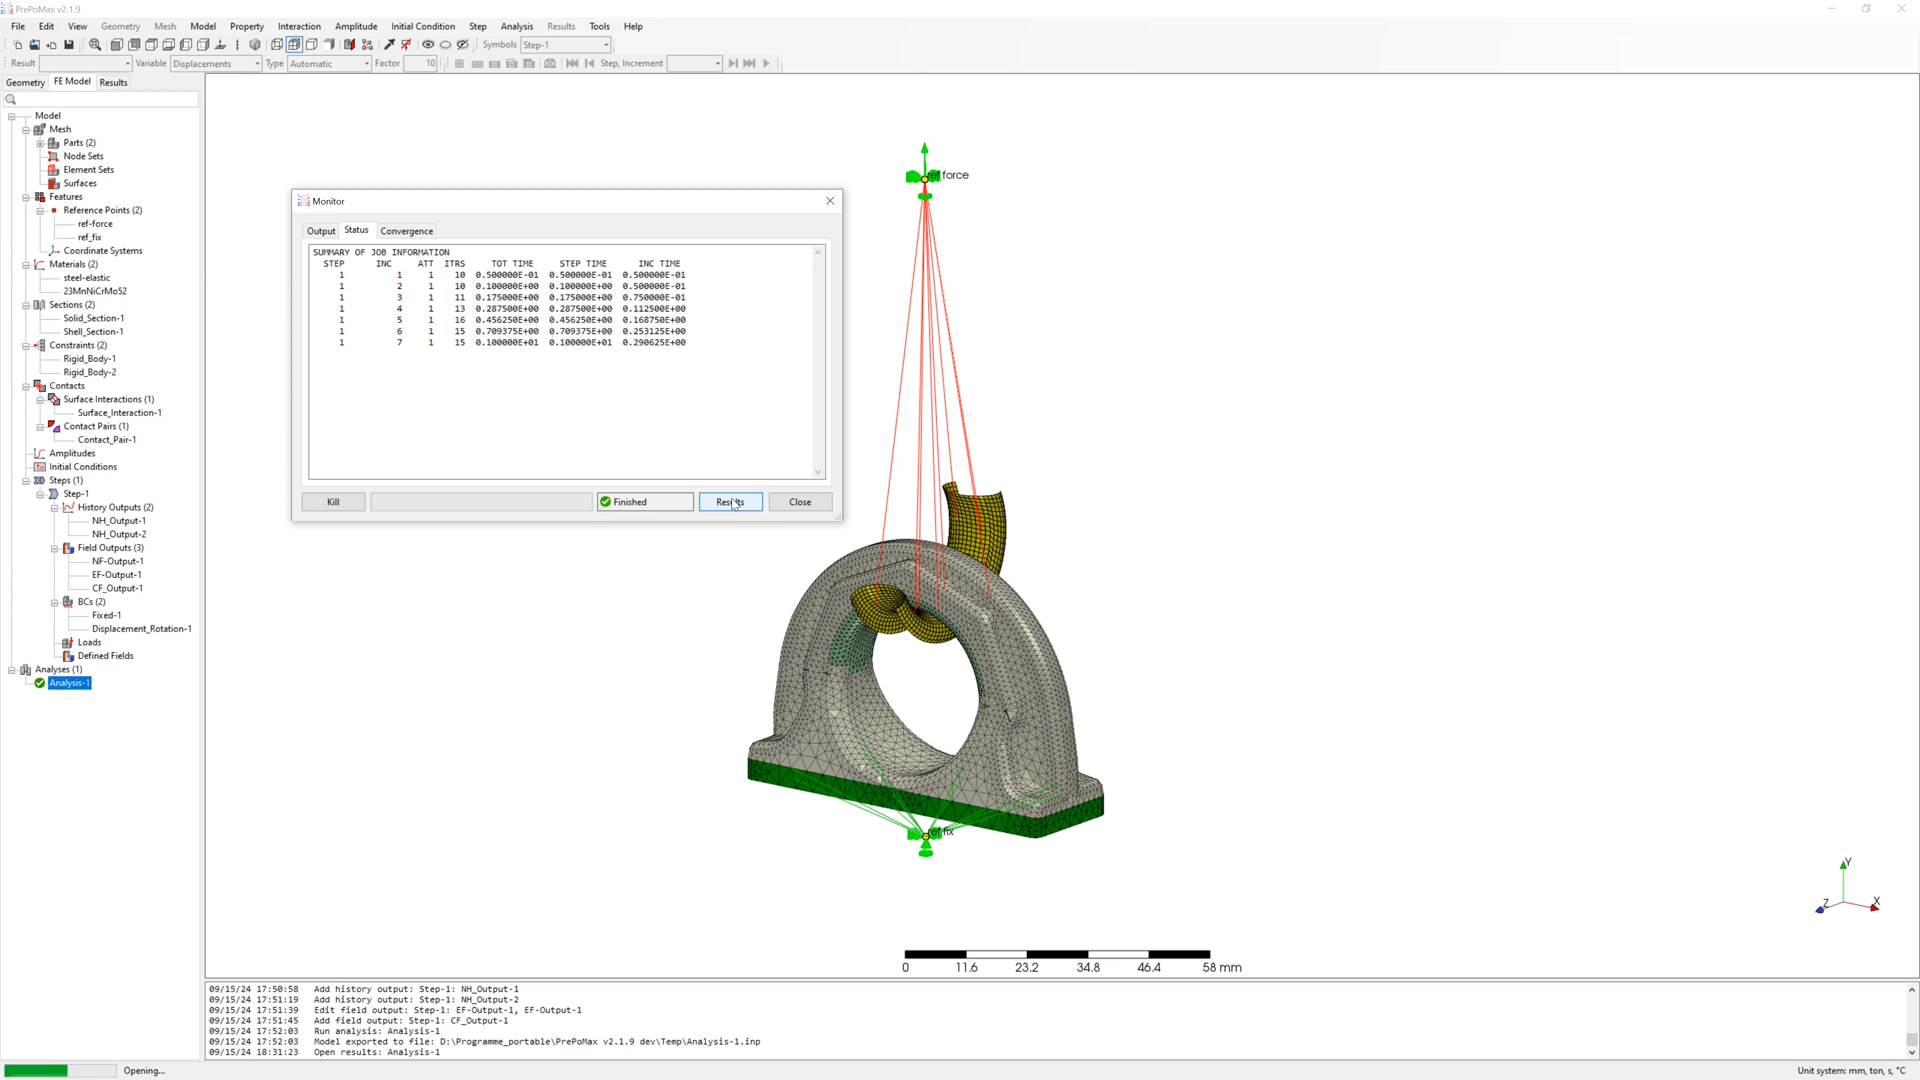 PrePoMax v2.1.9
File Edit View Geometry Mesh Model Property Interaction Amplitude Initial Condition Step Analysis Results Tools Help
Symbols Step-1
Result Variable Displacements Type Automatic Factor 10 Step, Increment
Geometry FE Model Results
Model
Mesh
Parts (2)
Node Sets
Element Sets
Surfaces
Features
Reference Points (2)
ref-force
ref_fix
Coordinate Systems
Materials (2)
steel-elastic
23MnNiCrMo52
Sections (2)
Solid_Section-1
Shell_Section-1
Constraints (2)
Rigid_Body-1
Rigid_Body-2
Contacts
Surface Interactions (1)
Surface_Interaction-1
Contact Pairs (1)
Contact_Pair-1
Amplitudes
Initial Conditions
Steps (1)
Step-1
History Outputs (2)
NH_Output-1
NH_Output-2
Field Outputs (3)
NF-Output-1
EF-Output-1
CF_Output-1
BCs (2)
Fixed-1
Displacement_Rotation-1
Loads
Defined Fields
Analyses (1)
Analysis-1
Monitor
Output Status Convergence
SUMMARY OF JOB INFORMATION
STEP INC ATT ITRS TOT TIME STEP TIME INC TIME
1 1 1 10 0.500000E-01 0.500000E-01 0.500000E-01
1 2 1 10 0.100000E+00 0.100000E+00 0.500000E-01
1 3 1 11 0.175000E+00 0.175000E+00 0.750000E-01
1 4 1 13 0.287500E+00 0.287500E+00 0.112500E+00
1 5 1 16 0.456250E+00 0.456250E+00 0.168750E+00
1 6 1 15 0.709375E+00 0.709375E+00 0.253125E+00
1 7 1 15 0.100000E+01 0.100000E+01 0.290625E+00
Kill Finished Results Close
ref force
ref fix
Y
Z X
0 11.6 23.2 34.8 46.4 58 mm
09/15/24 17:50:58 Add history output: Step-1: NH_Output-1
09/15/24 17:51:19 Add history output: Step-1: NH_Output-2
09/15/24 17:51:39 Edit field output: Step-1: EF-Output-1, EF-Output-1
09/15/24 17:51:45 Add field output: Step-1: CF_Output-1
09/15/24 17:52:03 Run analysis: Analysis-1
09/15/24 17:52:03 Model exported to file: D:\Programme_portable\PrePoMax v2.1.9 dev\Temp\Analysis-1.inp
09/15/24 18:31:23 Open results: Analysis-1
Opening... Unit system: mm, ton, s, °C